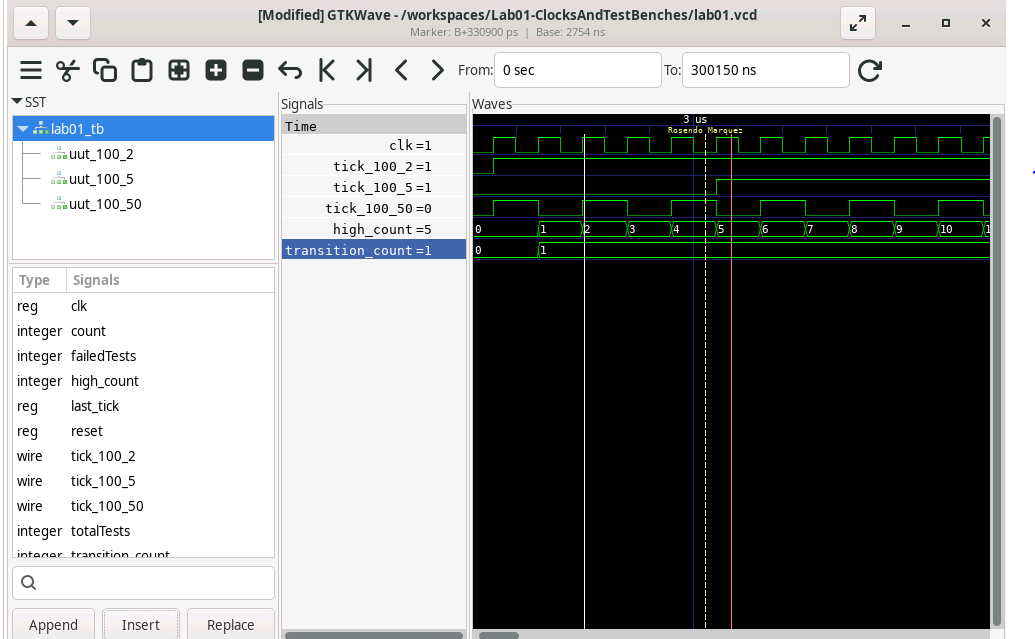 [Modified] GTKWave - /workspaces/Lab01-ClocksAndTestBenches/lab01.vcd
Marker: B+330900 ps | Base: 2754 ns
From: 0 sec To: 300150 ns
SST
lab01_tb
uut_100_2
uut_100_5
uut_100_50
Type Signals
reg clk
integer count
integer failedTests
integer high_count
reg last_tick
reg reset
wire tick_100_2
wire tick_100_5
wire tick_100_50
integer totalTests
integer transition_count
Append Insert Replace
Signals
Time
clk=1
tick_100_2=1
tick_100_5=1
tick_100_50=0
high_count=5
transition_count=1
Waves
3 us
Rosendo Marquez
0 1 2 3 4 5 6 7 8 9 10
0 1